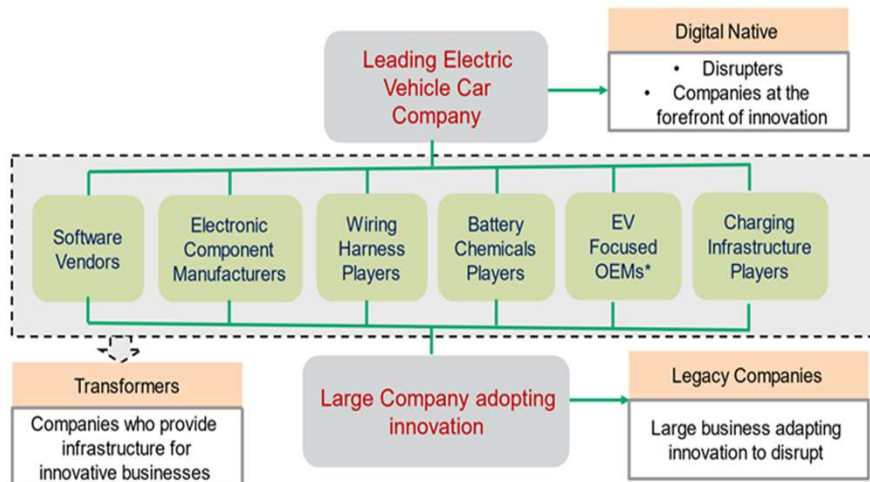 Leading Electric
Vehicle Car
Company
Digital Native
• Disrupters
• Companies at the
forefront of innovation
Software
Vendors
Electronic
Component
Manufacturers
Wiring
Harness
Players
Battery
Chemicals
Players
EV
Focused
OEMs*
Charging
Infrastructure
Players
Transformers
Companies who provide
infrastructure for
innovative businesses
Large Company adopting
innovation
Legacy Companies
Large business adapting
innovation to disrupt